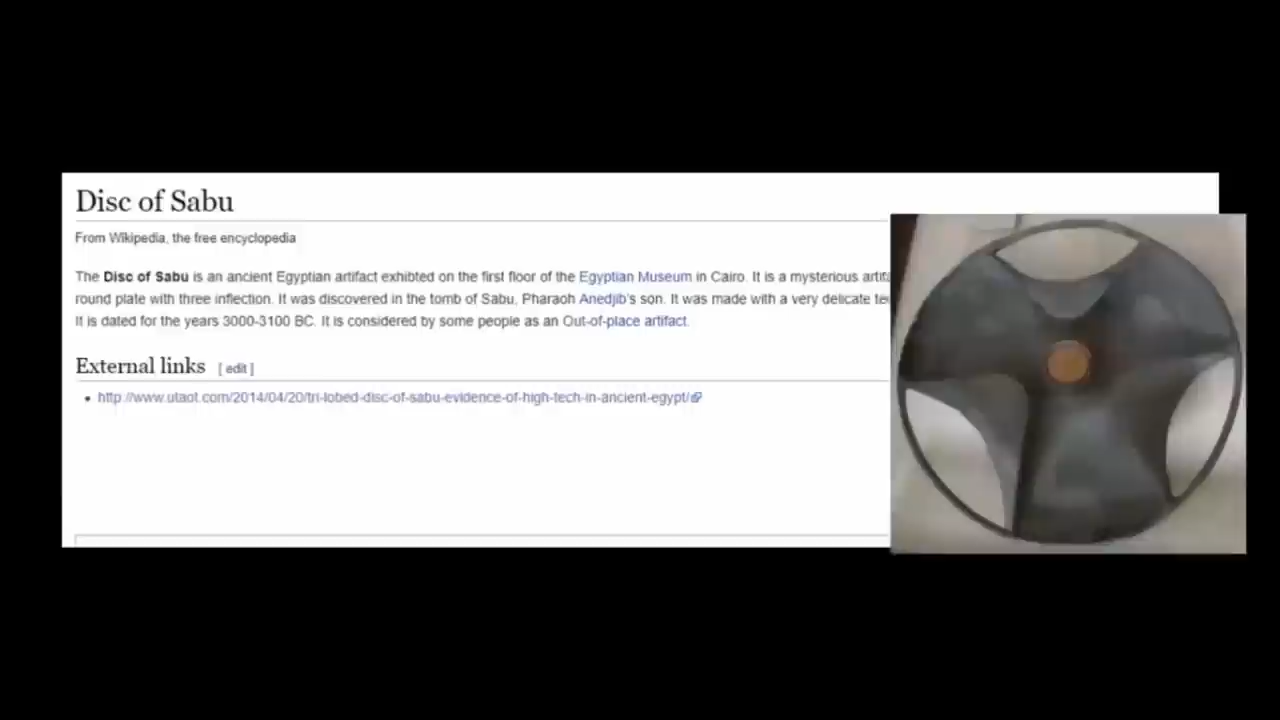 Disc of Sabu
From Wikipedia, the free encyclopedia
The Disc of Sabu is an ancient Egyptian artifact exhibted on the first floor of the Egyptian Museum in Cairo. It is a mysterious
round plate with three inflection. It was discovered in the tomb of Sabu, Pharaoh Anedjib's son. It was made with a very delicate
It is dated for the years 3000-3100 BC. It is considered by some people as an Out-of-place artifact.
External links [ edit ]
http://www.utaot.com/2014/04/20/tri-lobed-disc-of-sabu-evidence-of-high-tech-in-ancient-egypt/